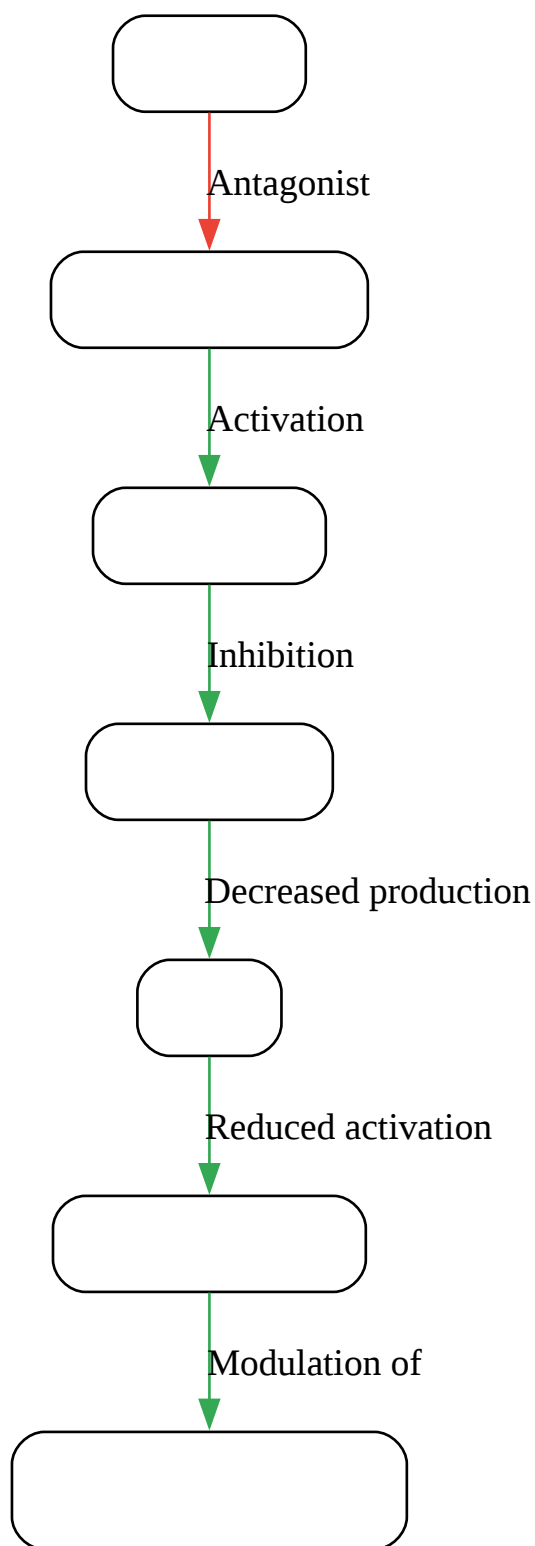 Antagonist
Activation
Inhibition
Decreased production
Reduced activation
Modulation of